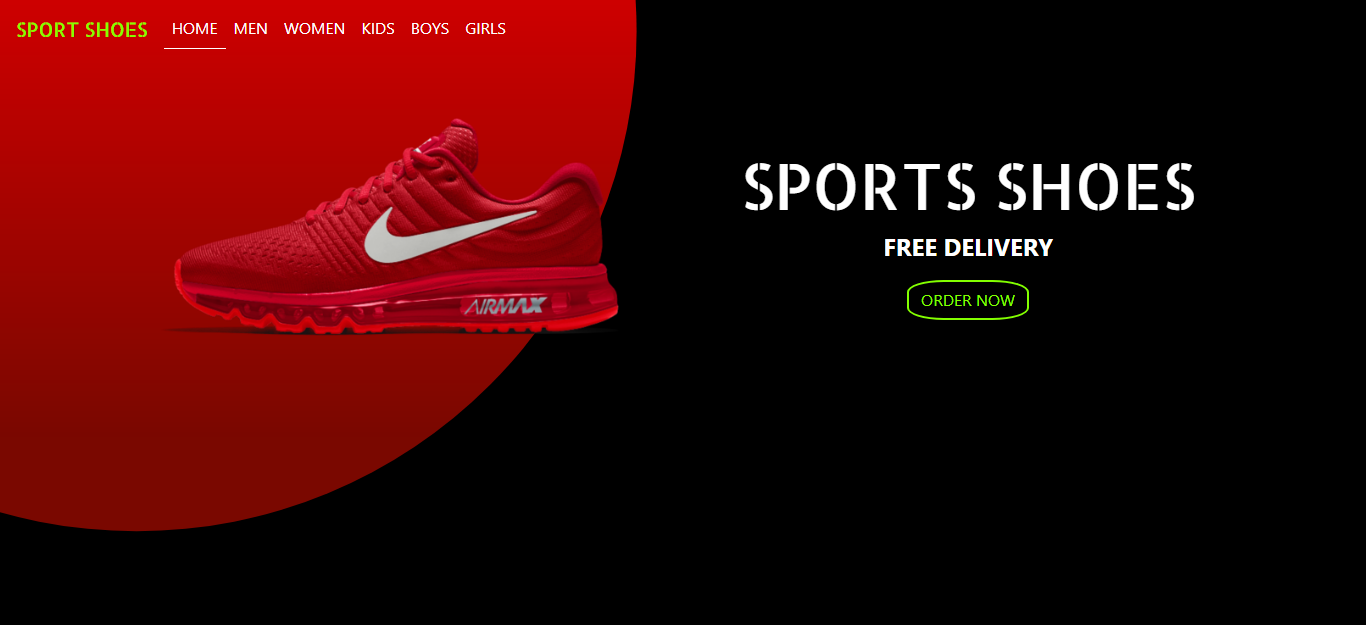 SPORT SHOES HOME MEN WOMEN KIDS BOYS GIRLS
SPORTS SHOES
FREE DELIVERY
ORDER NOW
AIRMAX